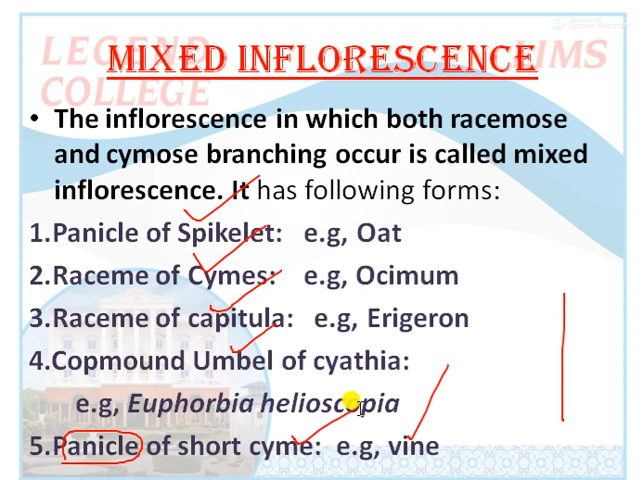 LEGEND
COLLEGE
IIMS
MIXED INFLORESCENCE
• The inflorescence in which both racemose
and cymose branching occur is called mixed
inflorescence. It has following forms:
1.Panicle of Spikelet: e.g, Oat
2.Raceme of Cymes: e.g, Ocimum
3.Raceme of capitula: e.g, Erigeron
4.Copmound Umbel of cyathia:
e.g, Euphorbia helioscopia
5.Panicle of short cyme: e.g, vine